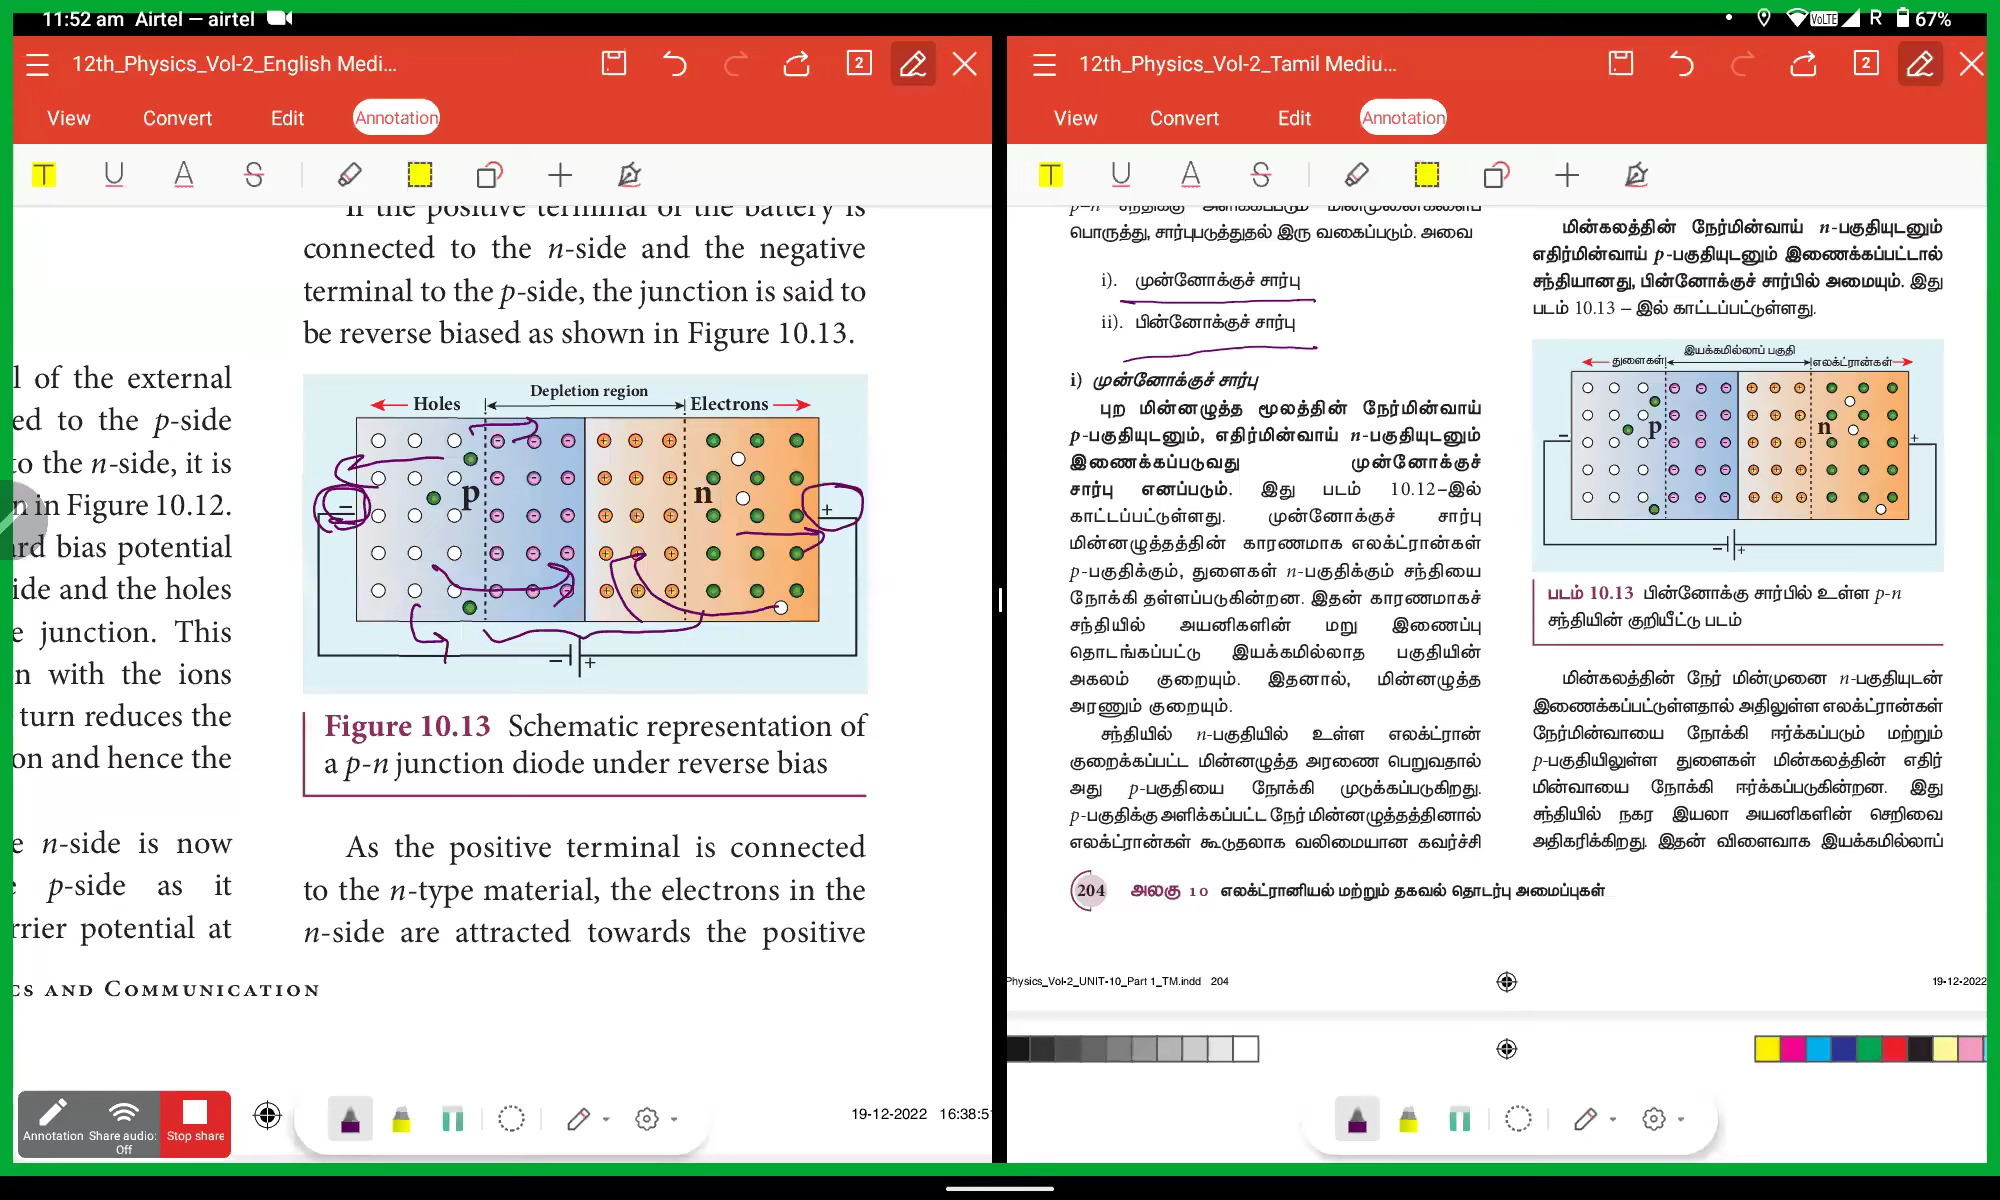 11:52 am Airtel — airtel
VoLTE R 67%
12th_Physics_Vol-2_English Medi...
2
View Convert Edit Annotation
T U A S
connected to the n-side and the negative
terminal to the p-side, the junction is said to
be reverse biased as shown in Figure 10.13.
l of the external
ed to the p-side
to the n-side, it is
n in Figure 10.12.
ard bias potential
ide and the holes
e junction. This
n with the ions
turn reduces the
on and hence the
e n-side is now
p-side as it
rrier potential at
Holes Depletion region Electrons
p n
− +
− +
Figure 10.13 Schematic representation of
a p-n junction diode under reverse bias
As the positive terminal is connected
to the n-type material, the electrons in the
n-side are attracted towards the positive
CS AND COMMUNICATION
Annotation Share audio: Off Stop share
19-12-2022 16:38:51
12th_Physics_Vol-2_Tamil Mediu...
2
View Convert Edit Annotation
T U A S
பொருத்து, சார்புபடுத்துதல் இரு வகைப்படும். அவை
i). முன்னோக்குச் சார்பு
ii). பின்னோக்குச் சார்பு
i) முன்னோக்குச் சார்பு
புற மின்னழுத்த மூலத்தின் நேர்மின்வாய்
p-பகுதியுடனும், எதிர்மின்வாய் n-பகுதியுடனும்
இணைக்கப்படுவது முன்னோக்குச்
சார்பு எனப்படும். இது படம் 10.12–இல்
காட்டப்பட்டுள்ளது. முன்னோக்குச் சார்பு
மின்னழுத்தத்தின் காரணமாக எலக்ட்ரான்கள்
p-பகுதிக்கும், துளைகள் n-பகுதிக்கும் சந்தியை
நோக்கி தள்ளப்படுகின்றன. இதன் காரணமாகச்
சந்தியில் அயனிகளின் மறு இணைப்பு
தொடங்கப்பட்டு இயக்கமில்லாத பகுதியின்
அகலம் குறையும். இதனால், மின்னழுத்த
அரணும் குறையும்.
சந்தியில் n-பகுதியில் உள்ள எலக்ட்ரான்
குறைக்கப்பட்ட மின்னழுத்த அரணை பெறுவதால்
அது p-பகுதியை நோக்கி முடுக்கப்படுகிறது.
p-பகுதிக்கு அளிக்கப்பட்ட நேர் மின்னழுத்தத்தினால்
எலக்ட்ரான்கள் கூடுதலாக வலிமையான கவர்ச்சி
மின்கலத்தின் நேர்மின்வாய் n-பகுதியுடனும்
எதிர்மின்வாய் p-பகுதியுடனும் இணைக்கப்பட்டால்
சந்தியானது, பின்னோக்குச் சார்பில் அமையும். இது
படம் 10.13 – இல் காட்டப்பட்டுள்ளது.
துளைகள் இயக்கமில்லாப் பகுதி எலக்ட்ரான்கள்
p n
− +
− +
படம் 10.13 பின்னோக்கு சார்பில் உள்ள p-n
சந்தியின் குறியீட்டு படம்
மின்கலத்தின் நேர் மின்முனை n-பகுதியுடன்
இணைக்கப்பட்டுள்ளதால் அதிலுள்ள எலக்ட்ரான்கள்
நேர்மின்வாயை நோக்கி ஈர்க்கப்படும் மற்றும்
p-பகுதியிலுள்ள துளைகள் மின்கலத்தின் எதிர்
மின்வாயை நோக்கி ஈர்க்கப்படுகின்றன. இது
சந்தியில் நகர இயலா அயனிகளின் செறிவை
அதிகரிக்கிறது. இதன் விளைவாக இயக்கமில்லாப்
204 அலகு 10 எலக்ட்ரானியல் மற்றும் தகவல் தொடர்பு அமைப்புகள்
Physics_Vol-2_UNIT-10_Part 1_TM.indd 204
19-12-2022